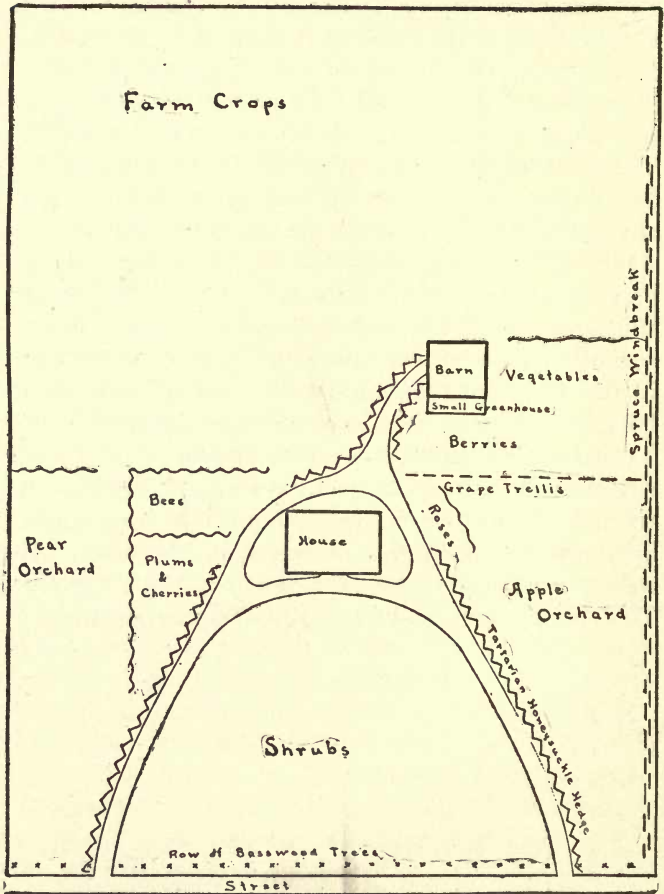 Farm Crops
Spruce Windbreak
Barn
Vegetables
Small Greenhouse
Berries
Grape Trellis
Bees
Roses
House
Pear
Orchard
Plums
&
Cherries
Apple
Orchard
Tartarian Honeysuckle Hedge
Shrubs
Row of Basswood Trees
Street